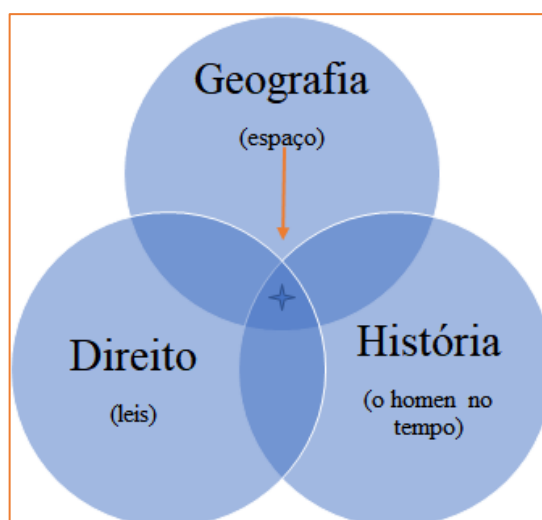 Geografia
(espaço)
Direito
(leis)
História
(o homen no
tempo)